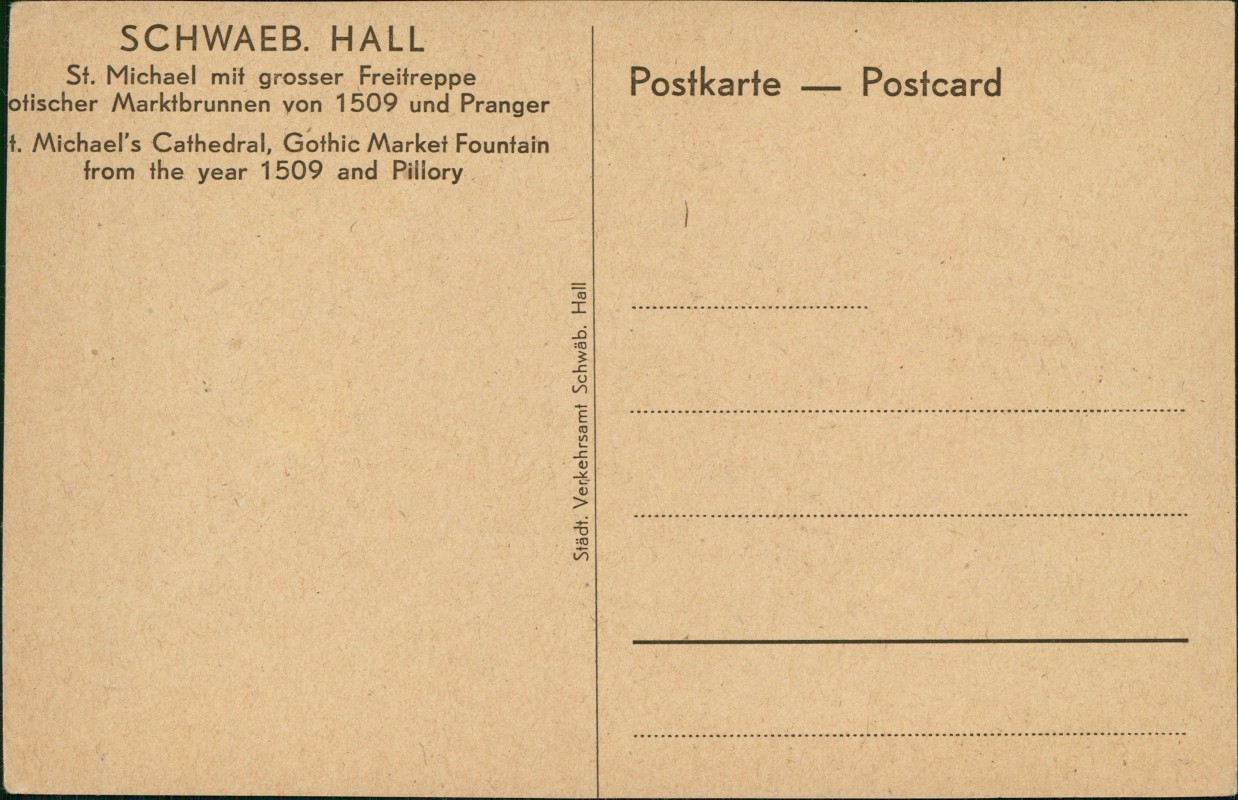 SCHWAEB. HALL
St. Michael mit grosser Freitreppe
otischer Marktbrunnen von 1509 und Pranger
t. Michael's Cathedral, Gothic Market Fountain
from the year 1509 and Pillory
Städt. Verkehrsamt Schwäb. Hall
Postkarte — Postcard